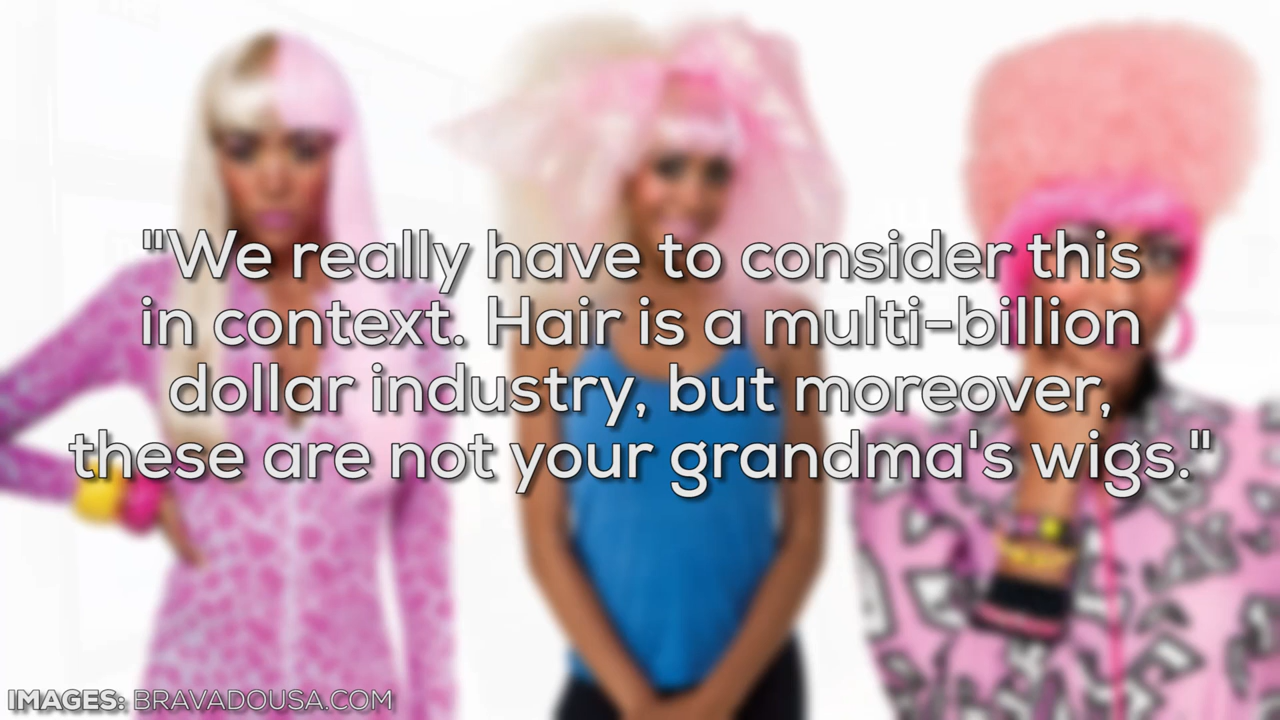 "We really have to consider this
in context. Hair is a multi-billion
dollar industry, but moreover,
these are not your grandma's wigs."
IMAGES: BRAVADOUSA.COM